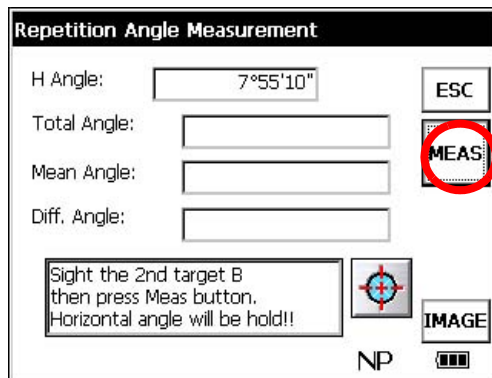 Repetition Angle Measurement
H Angle: 7°55'10"
ESC
Total Angle:
MEAS
Mean Angle:
Diff. Angle:
Sight the 2nd target B
then press Meas button.
Horizontal angle will be hold!!
IMAGE
NP